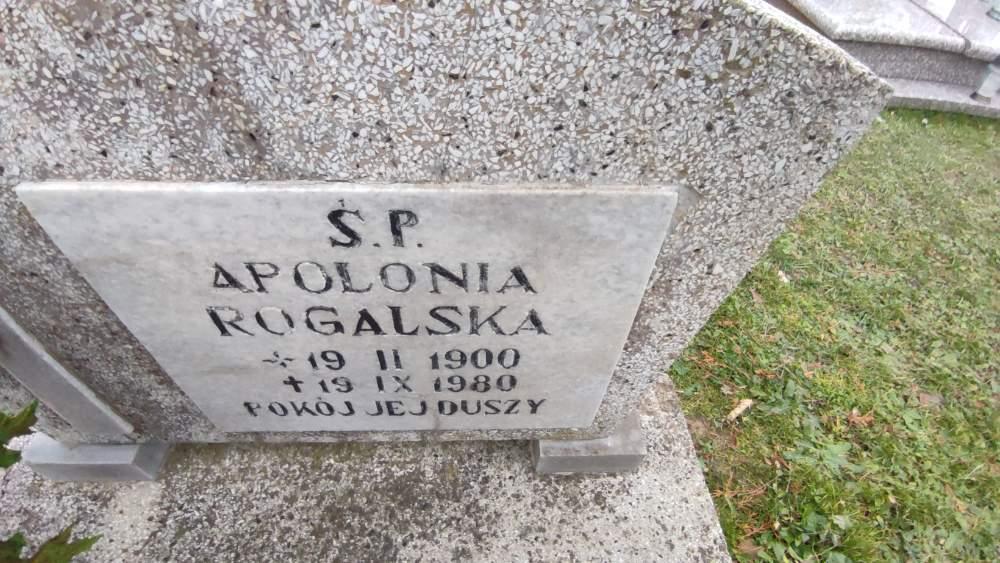 Ś.P.
APOLONIA
ROGALSKA
* 19 II 1900
✝ 19 IX 1980
POKÓJ JEJ DUSZY